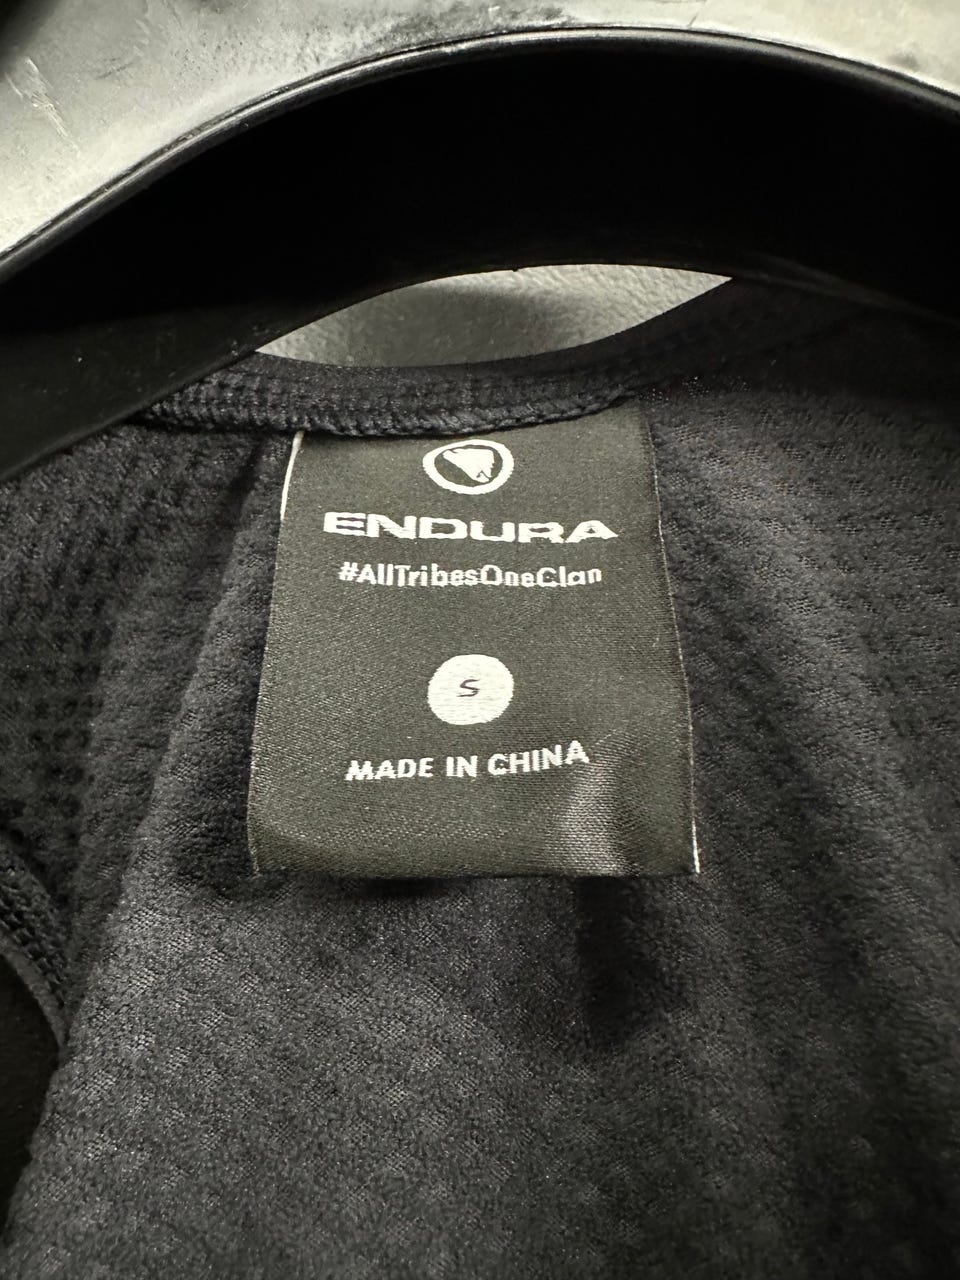 ENDURA
#AllTribesOneClan
S
MADE IN CHINA